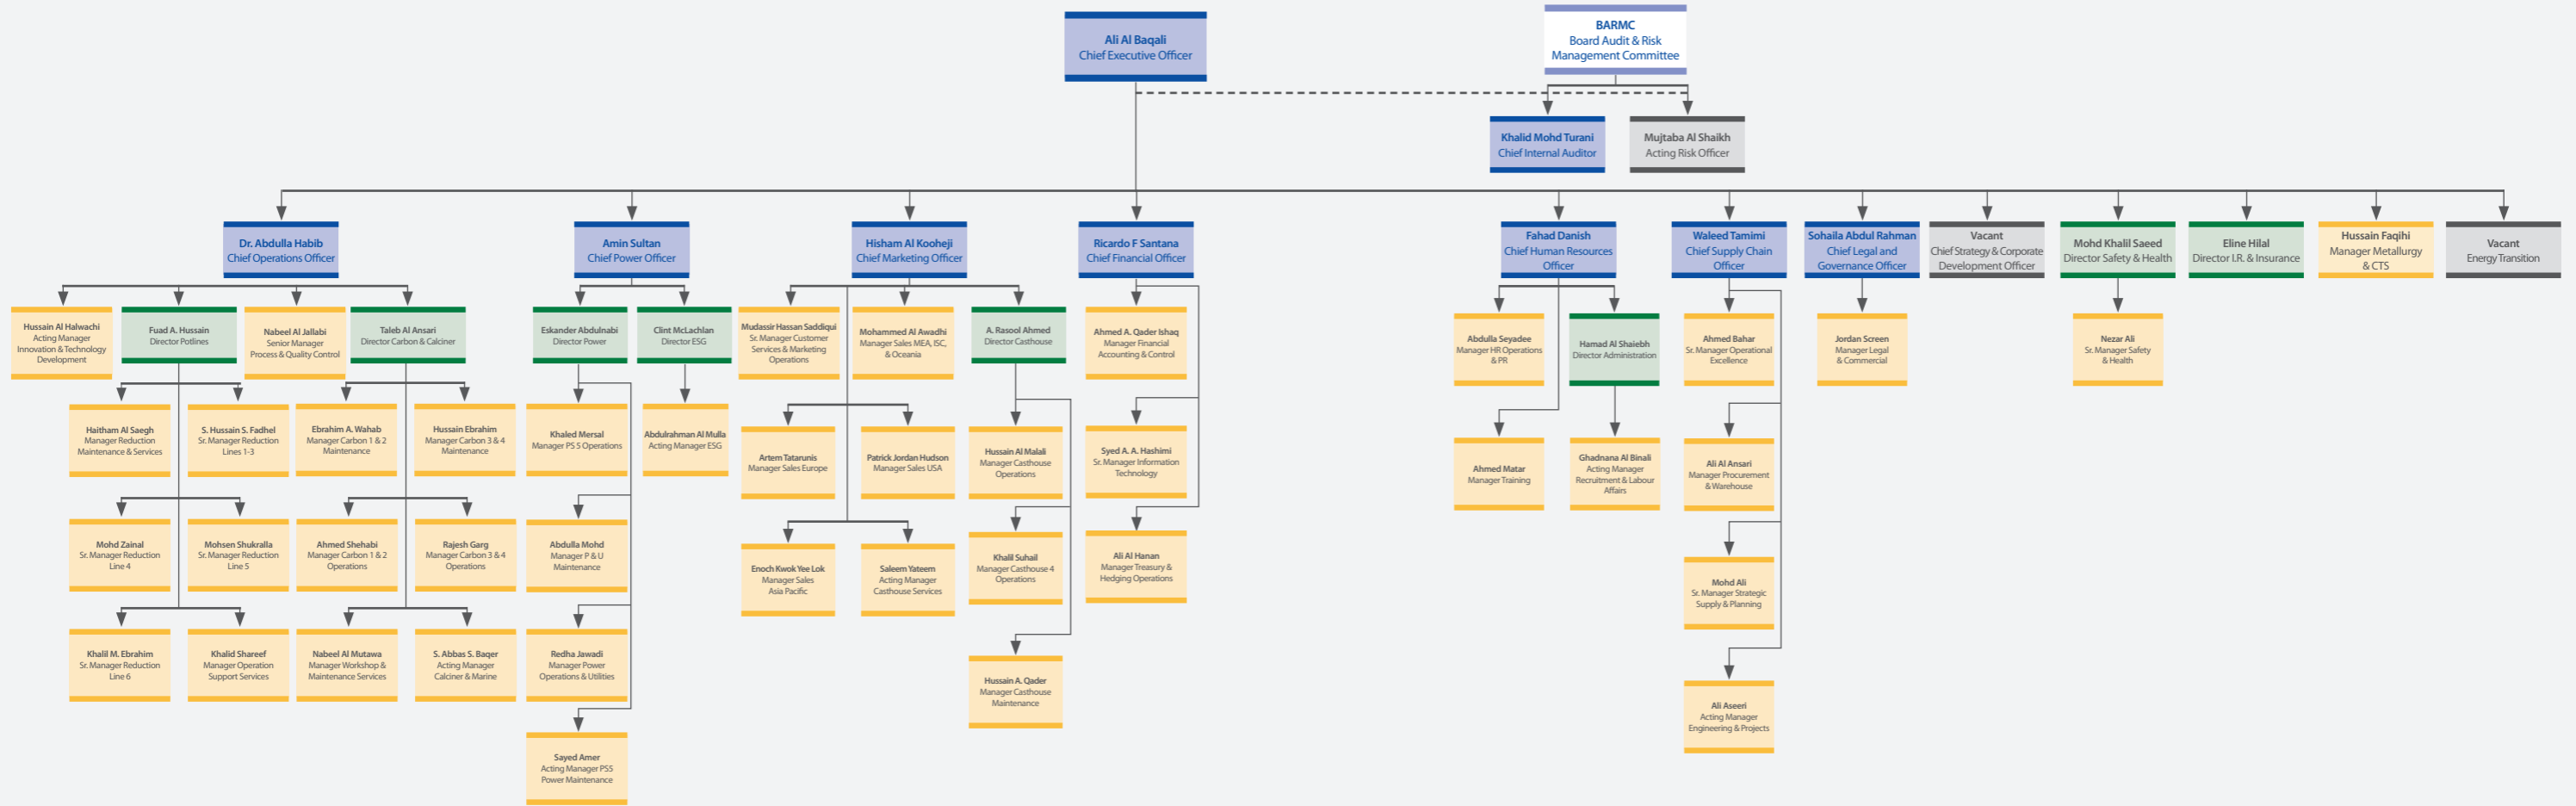 Ali Al Baqali
Chief Executive Officer
BARMC
Board Audit & Risk
Management Committee
Khalid Mohd Turani
Chief Internal Auditor
Mujtaba Al Shaikh
Acting Risk Officer
Dr. Abdulla Habib
Chief Operations Officer
Amin Sultan
Chief Power Officer
Hisham Al Kooheji
Chief Marketing Officer
Ricardo F Santana
Chief Financial Officer
Fahad Danish
Chief Human Resources
Officer
Waleed Tamimi
Chief Supply Chain
Officer
Sohaila Abdul Rahman
Chief Legal and
Governance Officer
Vacant
Chief Strategy & Corporate
Development Officer
Mohd Khalil Saeed
Director Safety & Health
Eline Hilal
Director I.R. & Insurance
Hussain Faqihi
Manager Metallurgy
& CTS
Vacant
Energy Transition
Hussain Al Halwachi
Acting Manager
Innovation & Technology
Development
Fuad A. Hussain
Director Potlines
Nabeel Al Jallabi
Senior Manager
Process & Quality Control
Taleb Al Ansari
Director Carbon & Calciner
Eskander Abdulnabi
Director Power
Clint McLachlan
Director ESG
Mudassir Hassan Saddiqui
Sr. Manager Customer
Services & Marketing
Operations
Mohammed Al Awadhi
Manager Sales MEA, ISC,
& Oceania
A. Rasool Ahmed
Director Casthouse
Ahmed A. Qader Ishaq
Manager Financial
Accounting & Control
Abdulla Seyadee
Manager HR Operations
& PR
Hamad Al Shaiebh
Director Administration
Ahmed Bahar
Sr. Manager Operational
Excellence
Jordan Screen
Manager Legal
& Commercial
Nezar Ali
Sr. Manager Safety
& Health
Haitham Al Saegh
Manager Reduction
Maintenance & Services
S. Hussain S. Fadhel
Sr. Manager Reduction
Lines 1-3
Ebrahim A. Wahab
Manager Carbon 1 & 2
Maintenance
Hussain Ebrahim
Manager Carbon 3 & 4
Maintenance
Khaled Mersal
Manager PS 5 Operations
Abdulrahman Al Mulla
Acting Manager ESG
Artem Tatarunis
Manager Sales Europe
Patrick Jordan Hudson
Manager Sales USA
Hussain Al Malali
Manager Casthouse
Operations
Syed A. A. Hashimi
Sr. Manager Information
Technology
Ahmed Matar
Manager Training
Ghadnana Al Binali
Acting Manager
Recruitment & Labour
Affairs
Ali Al Ansari
Manager Procurement
& Warehouse
Mohd Zainal
Sr. Manager Reduction
Line 4
Mohsen Shukralla
Sr. Manager Reduction
Line 5
Ahmed Shehabi
Manager Carbon 1 & 2
Operations
Rajesh Garg
Manager Carbon 3 & 4
Operations
Abdulla Mohd
Manager P & U
Maintenance
Enoch Kwok Yee Lok
Manager Sales
Asia Pacific
Saleem Yateem
Acting Manager
Casthouse Services
Khalil Suhail
Manager Casthouse 4
Operations
Ali Al Hanan
Manager Treasury &
Hedging Operations
Mohd Ali
Sr. Manager Strategic
Supply & Planning
Khalil M. Ebrahim
Sr. Manager Reduction
Line 6
Khalid Shareef
Manager Operation
Support Services
Nabeel Al Mutawa
Manager Workshop &
Maintenance Services
S. Abbas S. Baqer
Acting Manager
Calciner & Marine
Redha Jawadi
Manager Power
Operations & Utilities
Hussain A. Qader
Manager Casthouse
Maintenance
Ali Aseeri
Acting Manager
Engineering & Projects
Sayed Amer
Acting Manager PS5
Power Maintenance